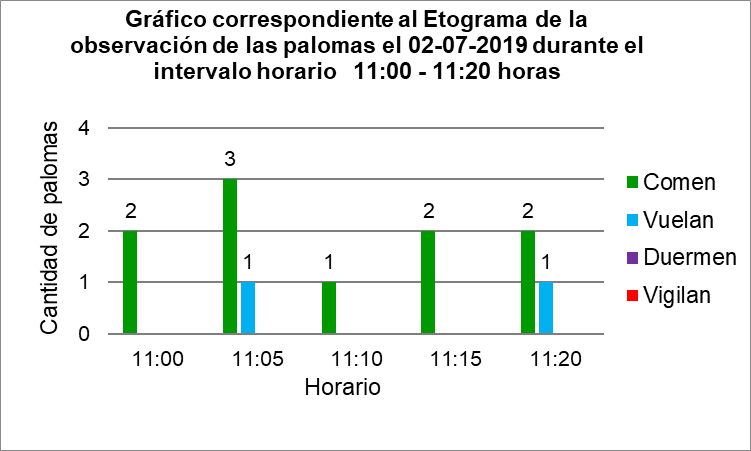 Gráfico correspondiente al Etograma de la
observación de las palomas el 02-07-2019 durante el
intervalo horario 11:00 - 11:20 horas
Cantidad de palomas
4
3
2
1
0
2
3
1
1
2
2
1
11:00 11:05 11:10 11:15 11:20
Horario
Comen
Vuelan
Duermen
Vigilan